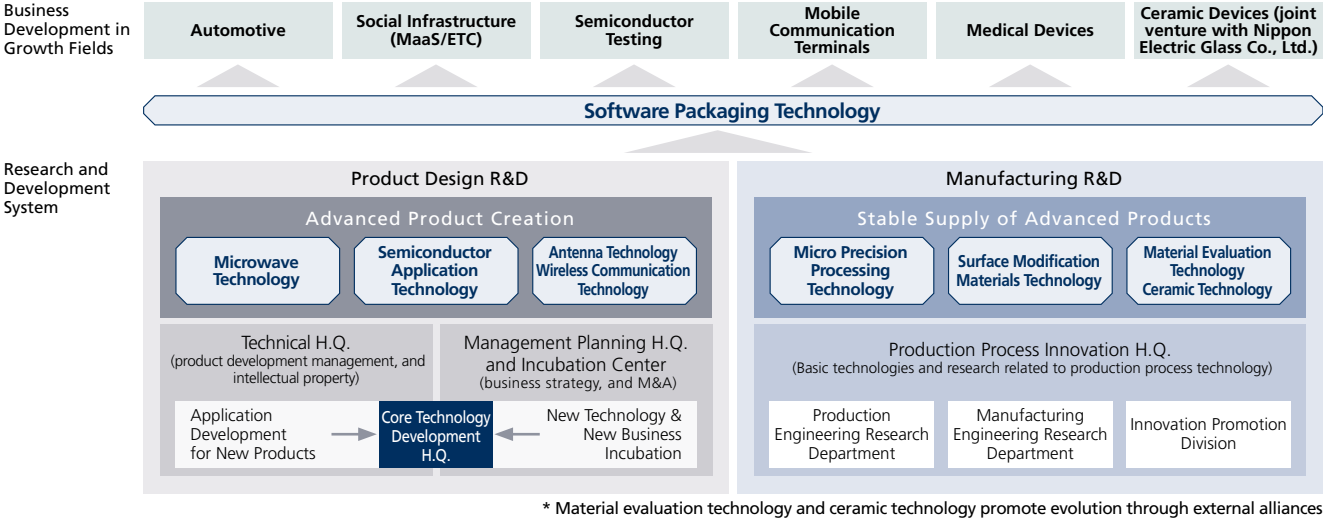 Business
Development in
Growth Fields
Automotive
Social Infrastructure
(MaaS/ETC)
Semiconductor
Testing
Mobile
Communication
Terminals
Medical Devices
Ceramic Devices (joint
venture with Nippon
Electric Glass Co., Ltd.)
Software Packaging Technology
Research and
Development
System
Product Design R&D
Advanced Product Creation
Microwave
Technology
Semiconductor
Application
Technology
Antenna Technology
Wireless Communication
Technology
Technical H.Q.
(product development management, and
intellectual property)
Management Planning H.Q.
and Incubation Center
(business strategy, and M&A)
Application
Development
for New Products
Core Technology
Development
H.Q.
New Technology &
New Business
Incubation
Manufacturing R&D
Stable Supply of Advanced Products
Micro Precision
Processing
Technology
Surface Modification
Materials Technology
Material Evaluation
Technology
Ceramic Technology
Production Process Innovation H.Q.
(Basic technologies and research related to production process technology)
Production
Engineering Research
Department
Manufacturing
Engineering Research
Department
Innovation Promotion
Division
* Material evaluation technology and ceramic technology promote evolution through external alliances